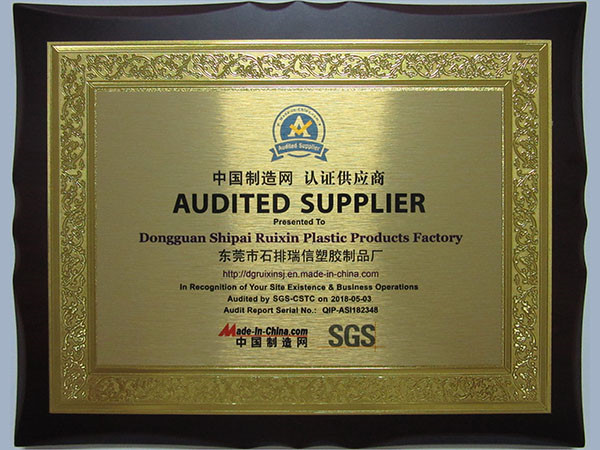 Audited Supplier
中国制造网 认证供应商
AUDITED SUPPLIER
Presented To
Dongguan Shipai Ruixin Plastic Products Factory
东莞市石排瑞信塑胶制品厂
http://dgruixinsj.en.made-in-china.com
In Recognition of Your Site Existence & Business Operations
Audited by SGS-CSTC on 2018-05-03
Audit Report Serial No.: QIP-ASI182348
Made-in-China.com
中国制造网
SGS